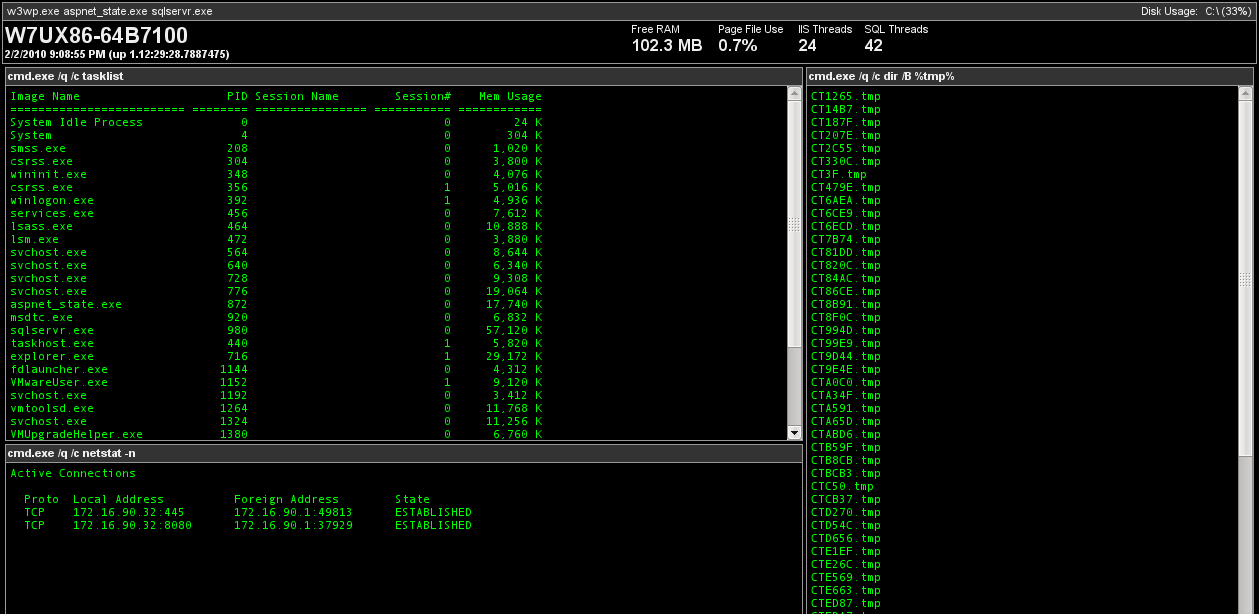 w3wp.exe aspnet_state.exe sqlservr.exe Disk Usage: C:\ (33%)
W7UX86-64B7100
2/2/2010 9:08:55 PM (up 1.12:29:28.7887475)
Free RAM Page File Use IIS Threads SQL Threads
102.3 MB 0.7% 24 42
cmd.exe /q /c tasklist
Image Name PID Session Name Session# Mem Usage
========================= ======== ================ =========== ============
System Idle Process 0 0 24 K
System 4 0 304 K
smss.exe 208 0 1,020 K
csrss.exe 304 0 3,800 K
wininit.exe 348 0 4,076 K
csrss.exe 356 1 5,016 K
winlogon.exe 392 1 4,936 K
services.exe 456 0 7,612 K
lsass.exe 464 0 10,888 K
lsm.exe 472 0 3,880 K
svchost.exe 564 0 8,644 K
svchost.exe 640 0 6,340 K
svchost.exe 728 0 9,308 K
svchost.exe 776 0 19,064 K
aspnet_state.exe 872 0 17,740 K
msdtc.exe 920 0 6,832 K
sqlservr.exe 980 0 57,120 K
taskhost.exe 440 1 5,820 K
explorer.exe 716 1 29,172 K
fdlauncher.exe 1144 0 4,312 K
VMwareUser.exe 1152 1 9,120 K
svchost.exe 1192 0 3,412 K
vmtoolsd.exe 1264 0 11,768 K
svchost.exe 1324 0 11,256 K
VMUpgradeHelper.exe 1380 0 6,760 K
cmd.exe /q /c netstat -n
Active Connections
Proto Local Address Foreign Address State
TCP 172.16.90.32:445 172.16.90.1:49813 ESTABLISHED
TCP 172.16.90.32:8080 172.16.90.1:37929 ESTABLISHED
cmd.exe /q /c dir /B %tmp%
CT1265.tmp
CT14B7.tmp
CT187F.tmp
CT207E.tmp
CT2C55.tmp
CT330C.tmp
CT3F.tmp
CT479E.tmp
CT6AEA.tmp
CT6CE9.tmp
CT6ECD.tmp
CT7B74.tmp
CT81DD.tmp
CT820C.tmp
CT84AC.tmp
CT86CE.tmp
CT8B91.tmp
CT8F0C.tmp
CT994D.tmp
CT99E9.tmp
CT9D44.tmp
CT9E4E.tmp
CTA0C0.tmp
CTA34F.tmp
CTA591.tmp
CTA65D.tmp
CTABD6.tmp
CTB59F.tmp
CTB8CB.tmp
CTBCB3.tmp
CTC50.tmp
CTCB37.tmp
CTD270.tmp
CTD54C.tmp
CTD656.tmp
CTE1EF.tmp
CTE26C.tmp
CTE569.tmp
CTE663.tmp
CTED87.tmp